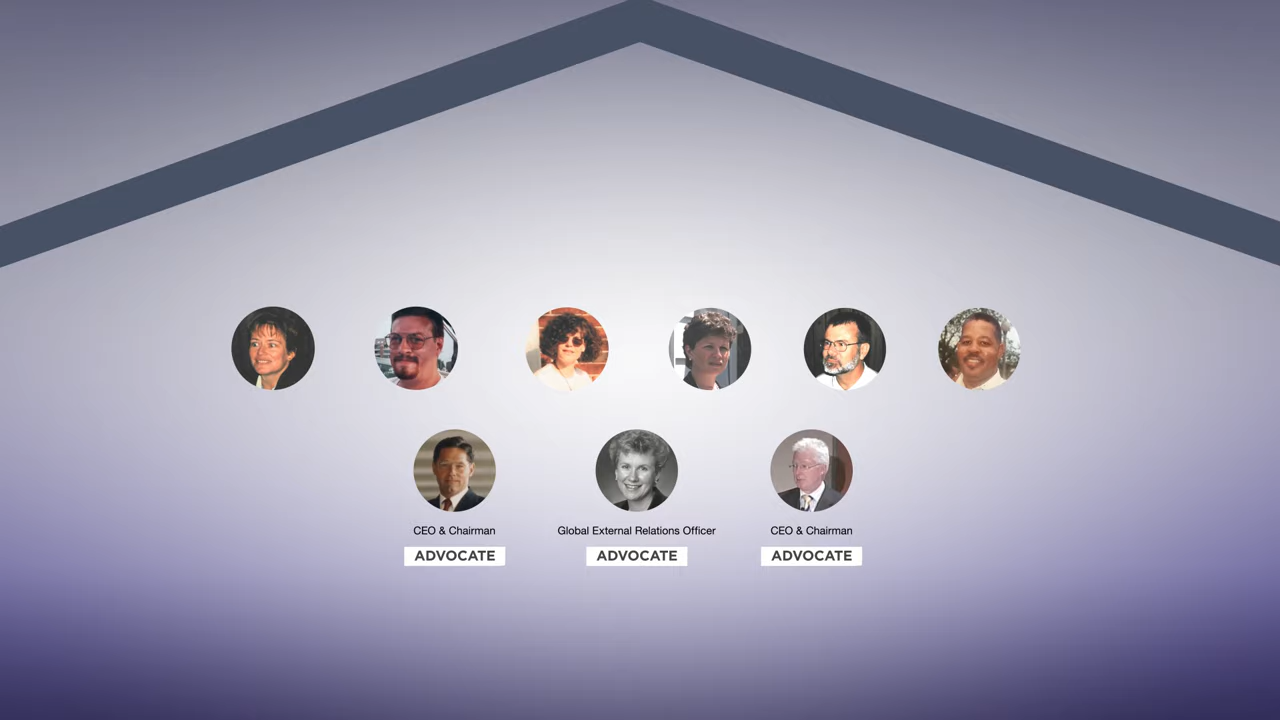 CEO & Chairman
Global External Relations Officer
CEO & Chairman
ADVOCATE
ADVOCATE
ADVOCATE